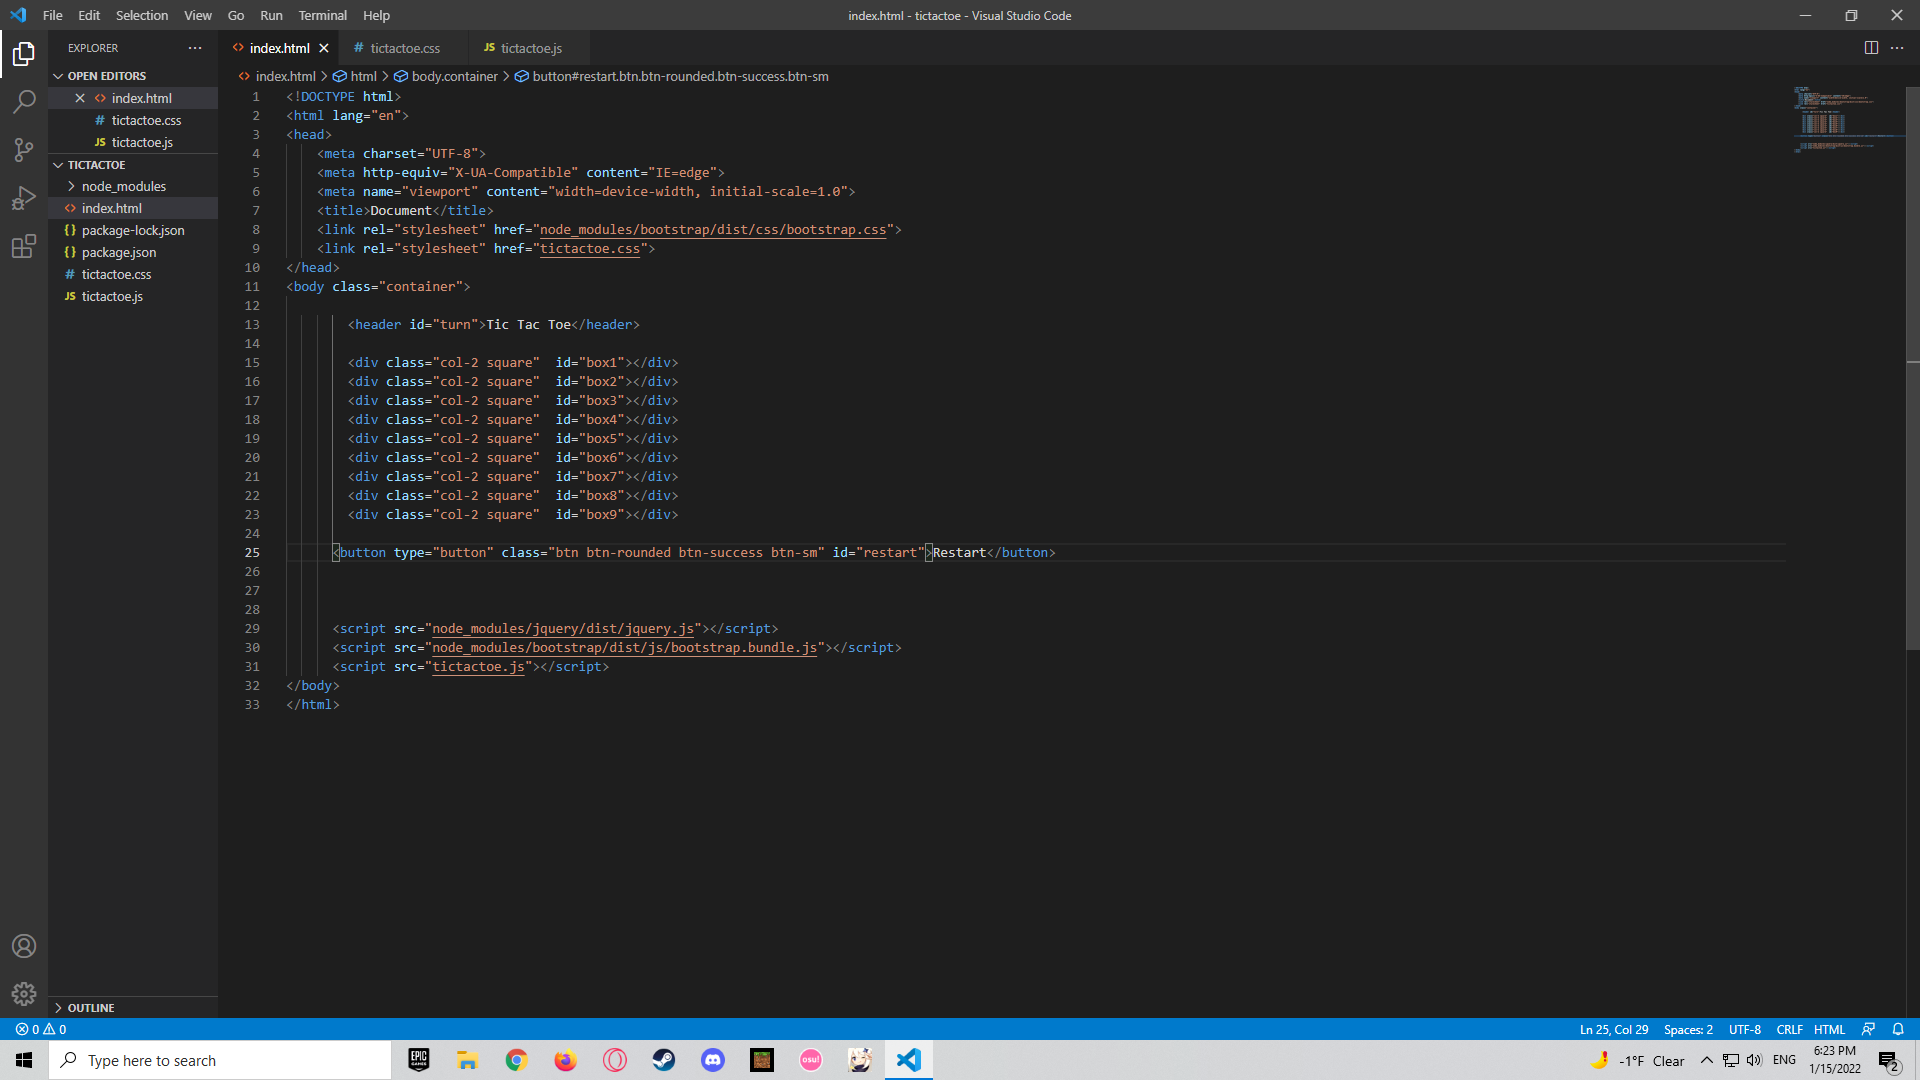 File Edit Selection View Go Run Terminal Help
index.html - tictactoe - Visual Studio Code
EXPLORER
OPEN EDITORS
index.html
tictactoe.css
JS tictactoe.js
TICTACTOE
node_modules
index.html
{} package-lock.json
{} package.json
# tictactoe.css
JS tictactoe.js
OUTLINE
index.html # tictactoe.css JS tictactoe.js
index.html > html > body.container > button#restart.btn.btn-rounded.btn-success.btn-sm
1 <!DOCTYPE html>
2 <html lang="en">
3 <head>
4 <meta charset="UTF-8">
5 <meta http-equiv="X-UA-Compatible" content="IE=edge">
6 <meta name="viewport" content="width=device-width, initial-scale=1.0">
7 <title>Document</title>
8 <link rel="stylesheet" href="node_modules/bootstrap/dist/css/bootstrap.css">
9 <link rel="stylesheet" href="tictactoe.css">
10 </head>
11 <body class="container">
12
13 <header id="turn">Tic Tac Toe</header>
14
15 <div class="col-2 square"  id="box1"></div>
16 <div class="col-2 square"  id="box2"></div>
17 <div class="col-2 square"  id="box3"></div>
18 <div class="col-2 square"  id="box4"></div>
19 <div class="col-2 square"  id="box5"></div>
20 <div class="col-2 square"  id="box6"></div>
21 <div class="col-2 square"  id="box7"></div>
22 <div class="col-2 square"  id="box8"></div>
23 <div class="col-2 square"  id="box9"></div>
24
25 <button type="button" class="btn btn-rounded btn-success btn-sm" id="restart">Restart</button>
26
27
28
29 <script src="node_modules/jquery/dist/jquery.js"></script>
30 <script src="node_modules/bootstrap/dist/js/bootstrap.bundle.js"></script>
31 <script src="tictactoe.js"></script>
32 </body>
33 </html>
0 0 Ln 25, Col 29 Spaces: 2 UTF-8 CRLF HTML
Type here to search
EPIC GAMES
osu!
-1°F Clear ENG
6:23 PM
1/15/2022
2